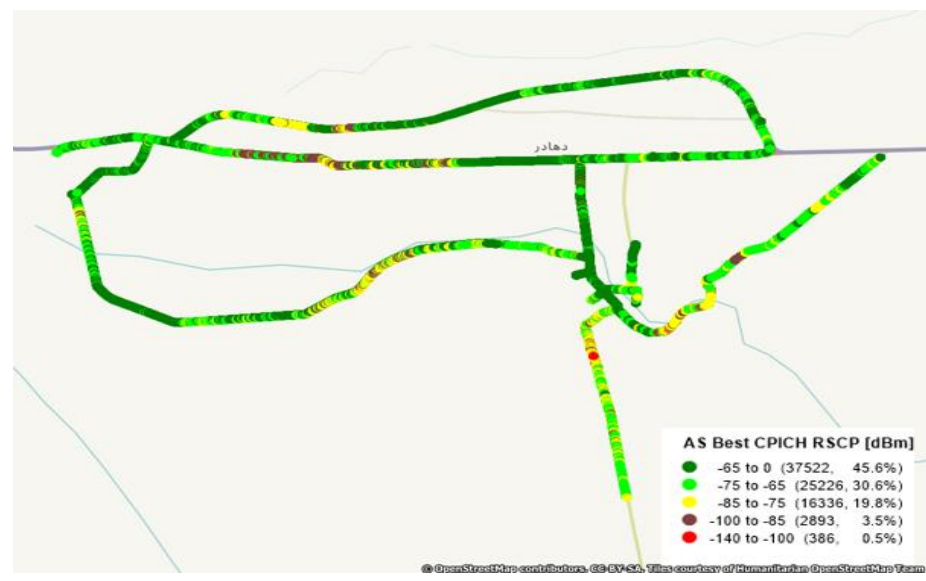 دهادر
AS Best CPICH RSCP [dBm]
-65 to 0 (37522, 45.6%)
-75 to -65 (25226, 30.6%)
-85 to -75 (16336, 19.8%)
-100 to -85 (2893, 3.5%)
-140 to -100 (386, 0.5%)
© OpenStreetMap contributors, CC-BY-SA, Tiles courtesy of Humanitarian OpenStreetMap Team